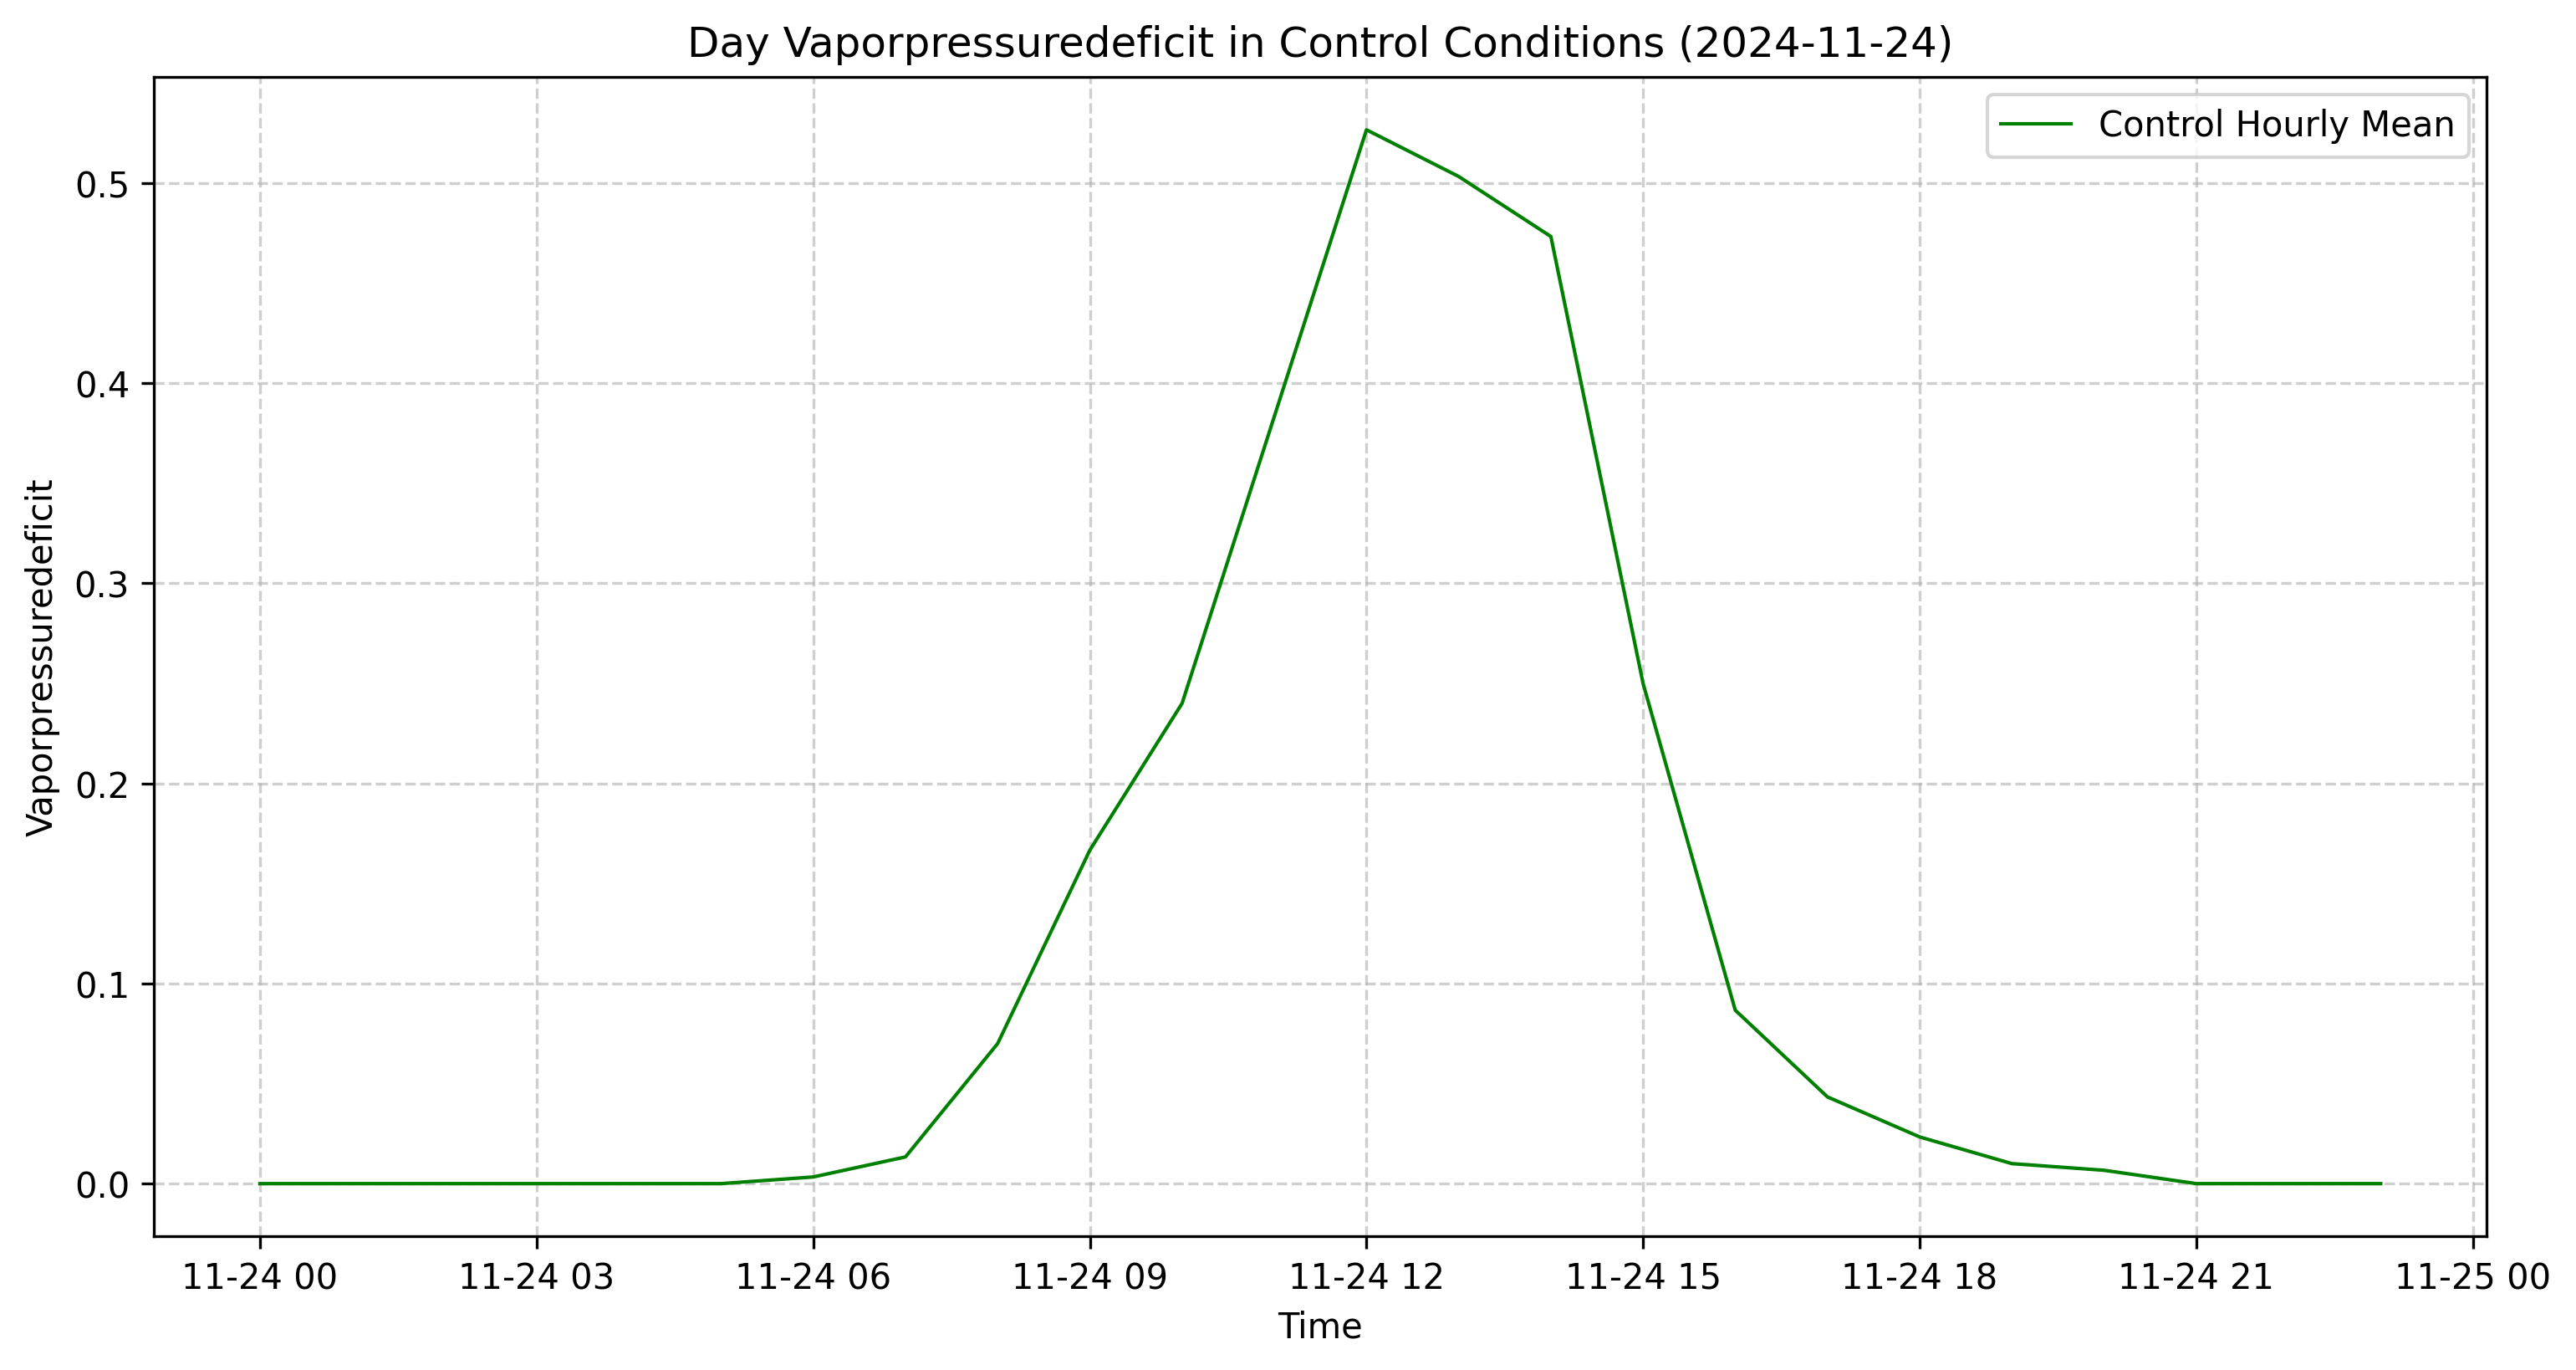 Day Vaporpressuredeficit in Control Conditions (2024-11-24)
Control Hourly Mean
Vaporpressuredeficit
0.5
0.4
0.3
0.2
0.1
0.0
11-24 00 11-24 03 11-24 06 11-24 09 11-24 12 11-24 15 11-24 18 11-24 21 11-25 00
Time